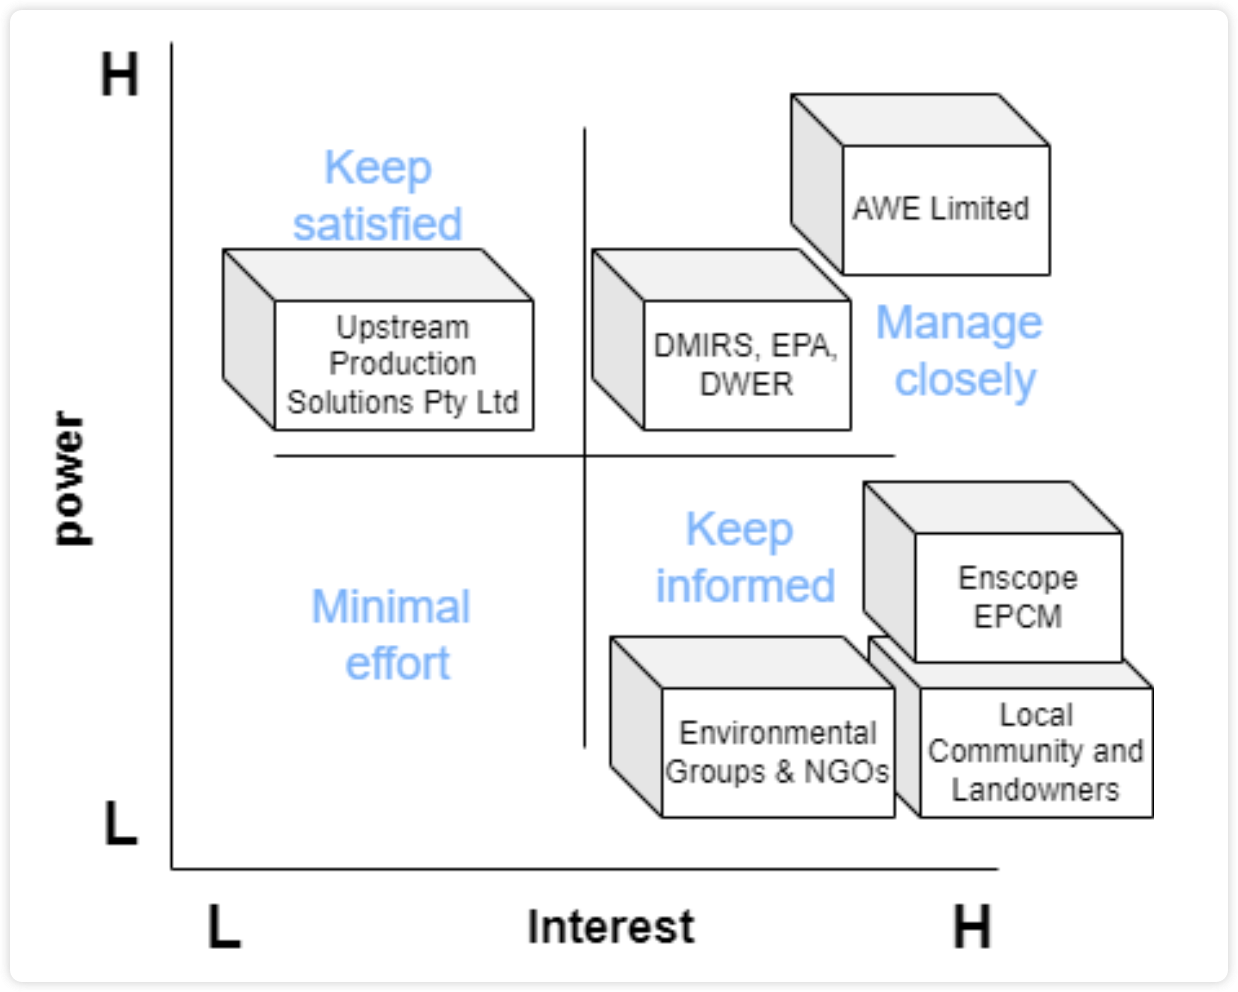 H
Keep
satisfied
AWE Limited
Upstream
Production
Solutions Pty Ltd
DMIRS, EPA,
DWER
Manage
closely
power
Keep
informed
Enscope
EPCM
Minimal
effort
Environmental
Groups & NGOs
Local
Community and
Landowners
L
L
Interest
H